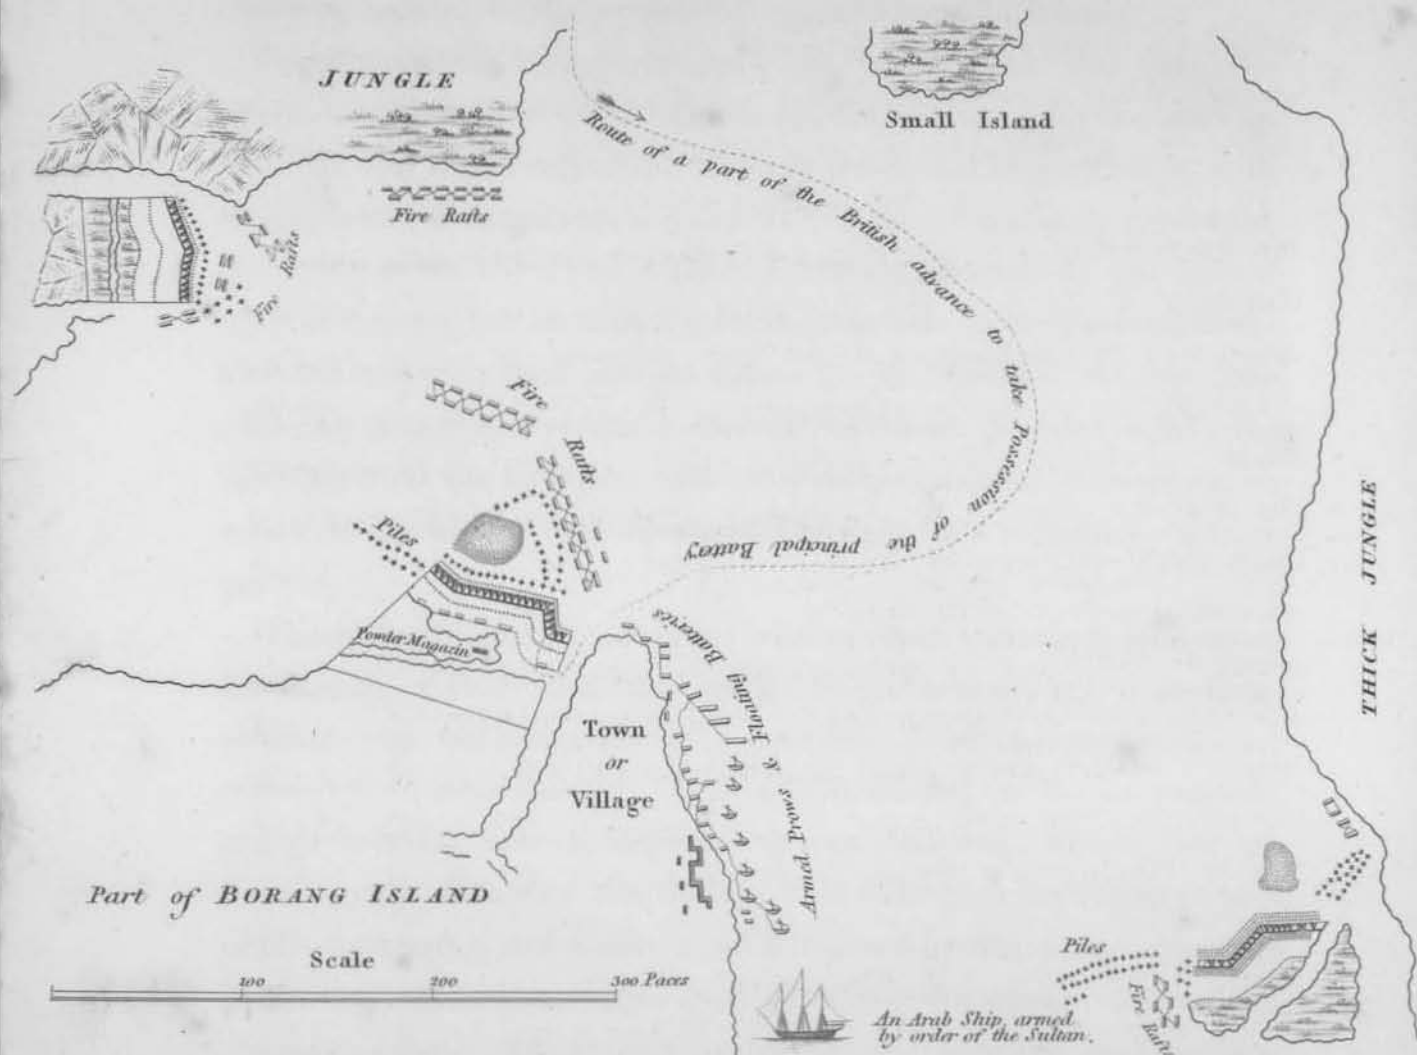 JUNGLE
Small Island
Route of a part of the British advance to take Possession of the principal Battery
Fire Rafts
Fire Rafts
Fire Rafts
Piles
Powder Magazin
Armed Prows & Floating Batteries
Town
or
Village
THICK JUNGLE
Part of BORANG ISLAND
Scale
100 200 300 Paces
Piles
Fire Rafts
An Arab Ship, armed
by order of the Sultan.